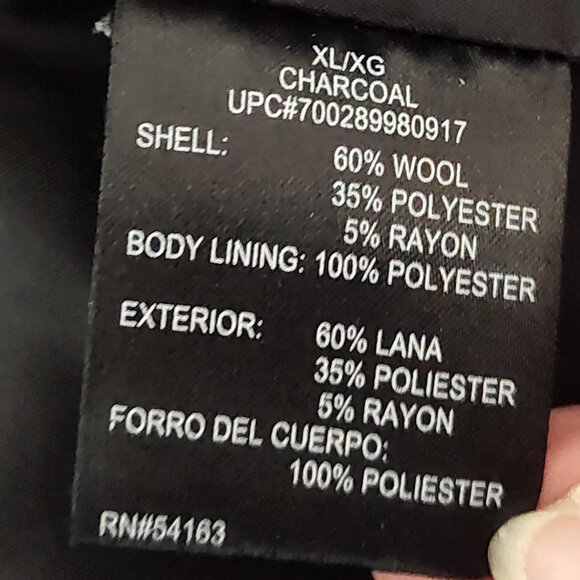 XL/XG
CHARCOAL
UPC#700289980917
SHELL: 60% WOOL
35% POLYESTER
5% RAYON
BODY LINING: 100% POLYESTER
EXTERIOR: 60% LANA
35% POLIESTER
5% RAYON
FORRO DEL CUERPO:
100% POLIESTER
RN#54163